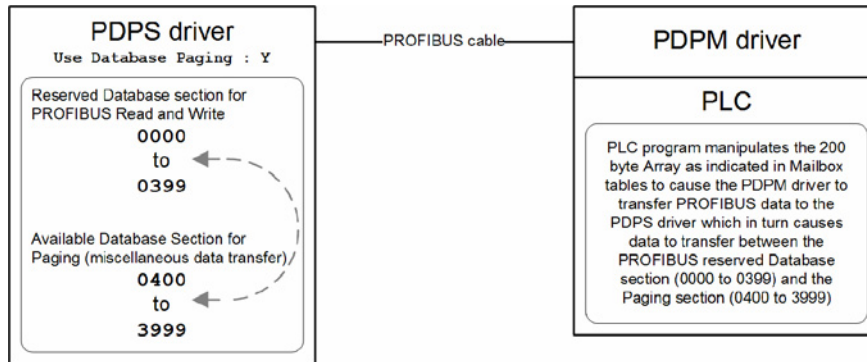 PDPS driver
Use Database Paging : Y
Reserved Database section for
PROFIBUS Read and Write
0000
to
0399
Available Database Section for
Paging (miscellaneous data transfer)
0400
to
3999
PROFIBUS cable
PDPM driver
PLC
PLC program manipulates the 200
byte Array as indicated in Mailbox
tables to cause the PDPM driver to
transfer PROFIBUS data to the
PDPS driver which in turn causes
data to transfer between the
PROFIBUS reserved Database
section (0000 to 0399) and the
Paging section (0400 to 3999)